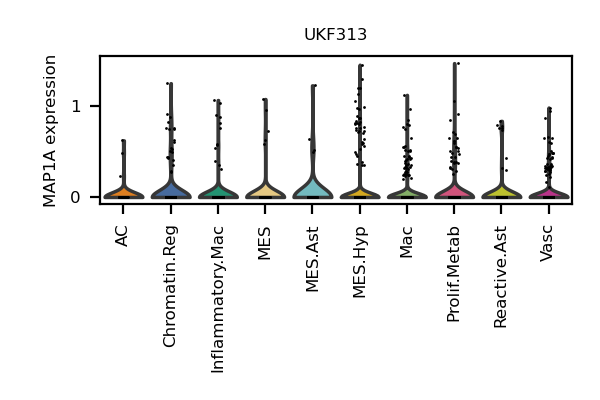 UKF313
MAP1A expression
1
0
AC
Chromatin.Reg
Inflammatory.Mac
MES
MES.Ast
MES.Hyp
Mac
Prolif.Metab
Reactive.Ast
Vasc